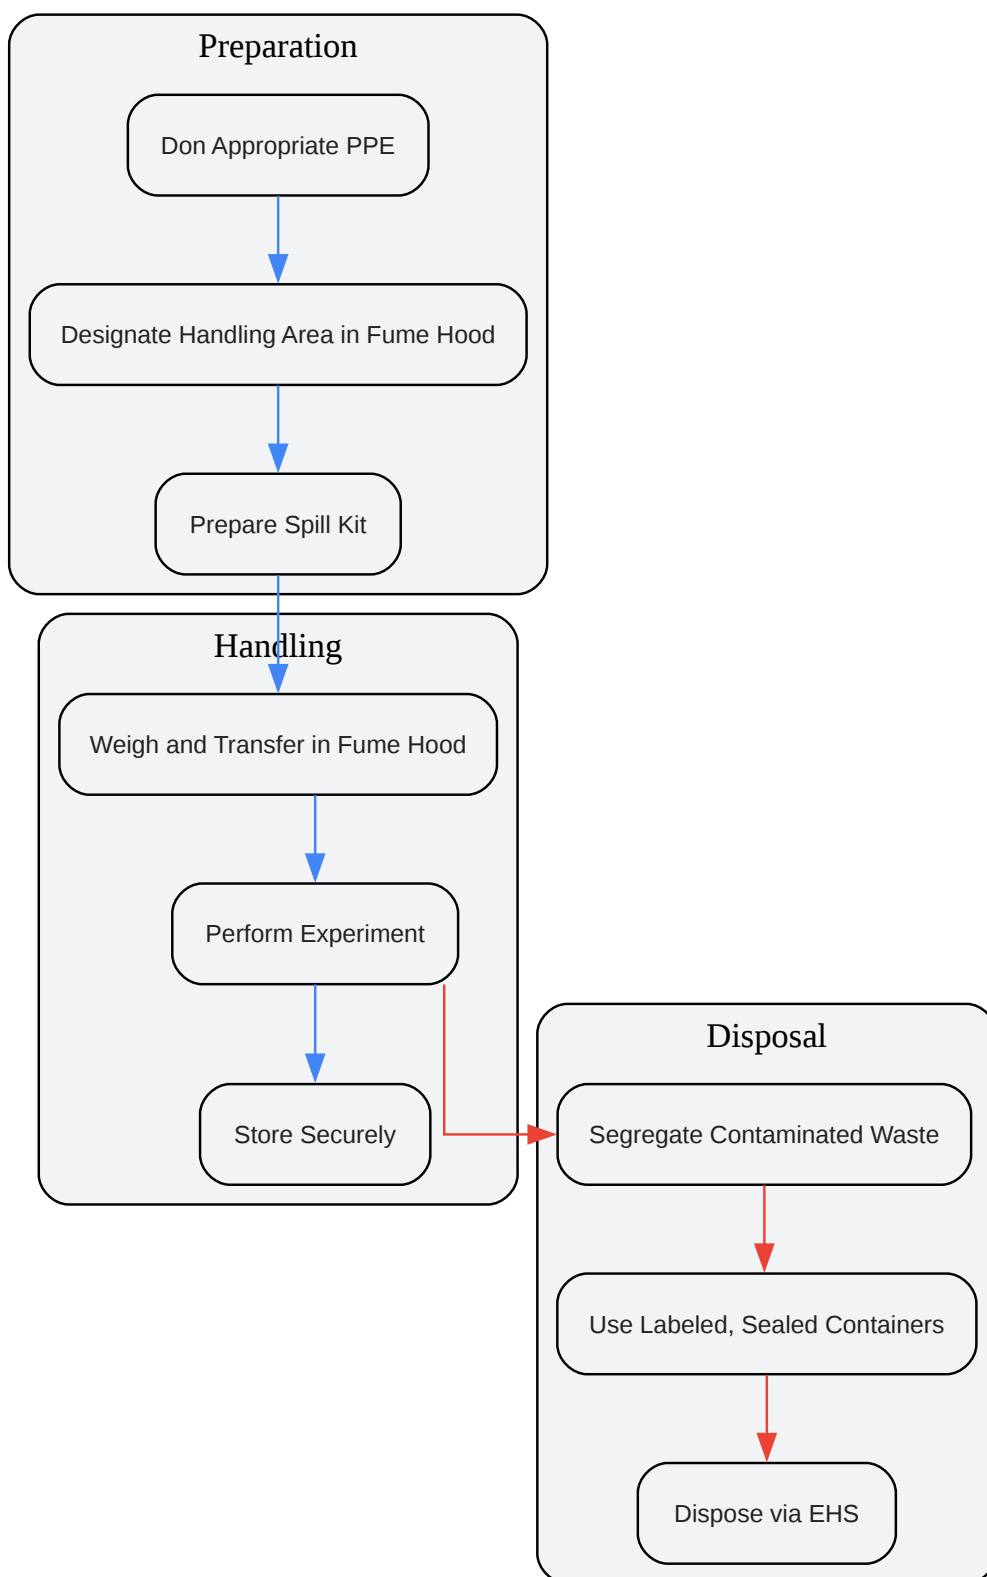 Preparation
Don Appropriate PPE
Designate Handling Area in Fume Hood
Prepare Spill Kit
Handling
Weigh and Transfer in Fume Hood
Perform Experiment
Store Securely
Disposal
Segregate Contaminated Waste
Use Labeled, Sealed Containers
Dispose via EHS